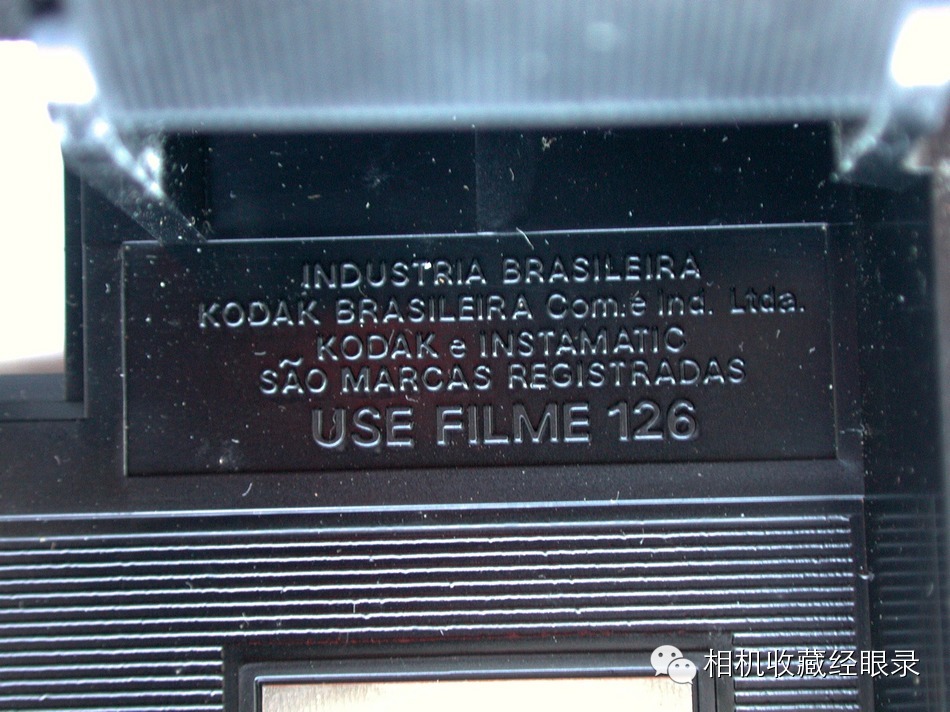 INDUSTRIA BRASILEIRA
KODAK BRASILEIRA Com. e Ind. Ltda.
KODAK e INSTAMATIC
SÃO MARCAS REGISTRADAS
USE FILME 126
相机收藏经眼录